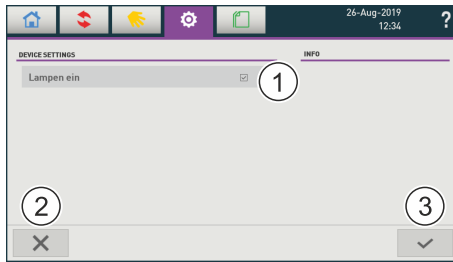 26-Aug-2019
12:34
?
DEVICE SETTINGS
INFO
Lampen ein
1
2
3